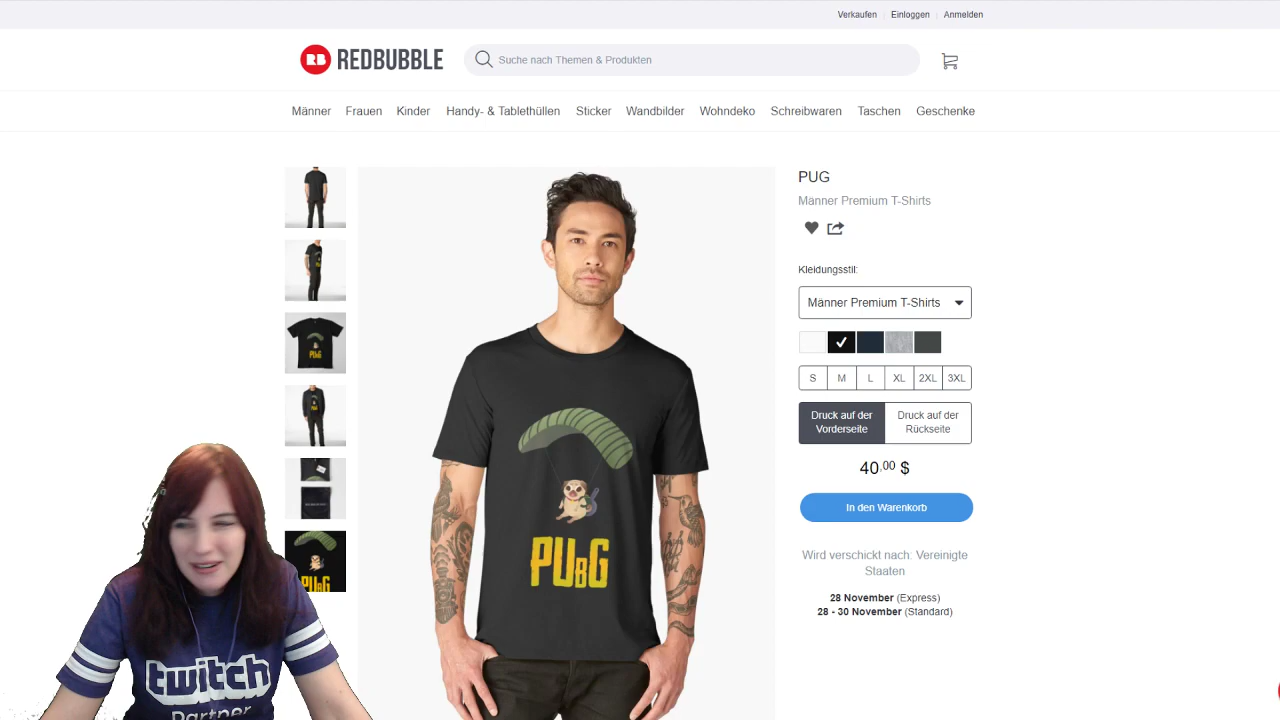 Verkaufen
Einloggen
Anmelden
RB REDBUBBLE
Suche nach Themen & Produkten
Männer
Frauen
Kinder
Handy- & Tablethüllen
Sticker
Wandbilder
Wohndeko
Schreibwaren
Taschen
Geschenke
PUG
Männer Premium T-Shirts
Kleidungsstil:
Männer Premium T-Shirts
S
M
L
XL
2XL
3XL
Druck auf der
Vorderseite
Druck auf der
Rückseite
40.00 $
In den Warenkorb
Wird verschickt nach: Vereinigte
Staaten
28 November (Express)
28 - 30 November (Standard)
PUBG
PUBG
twitch
Partner